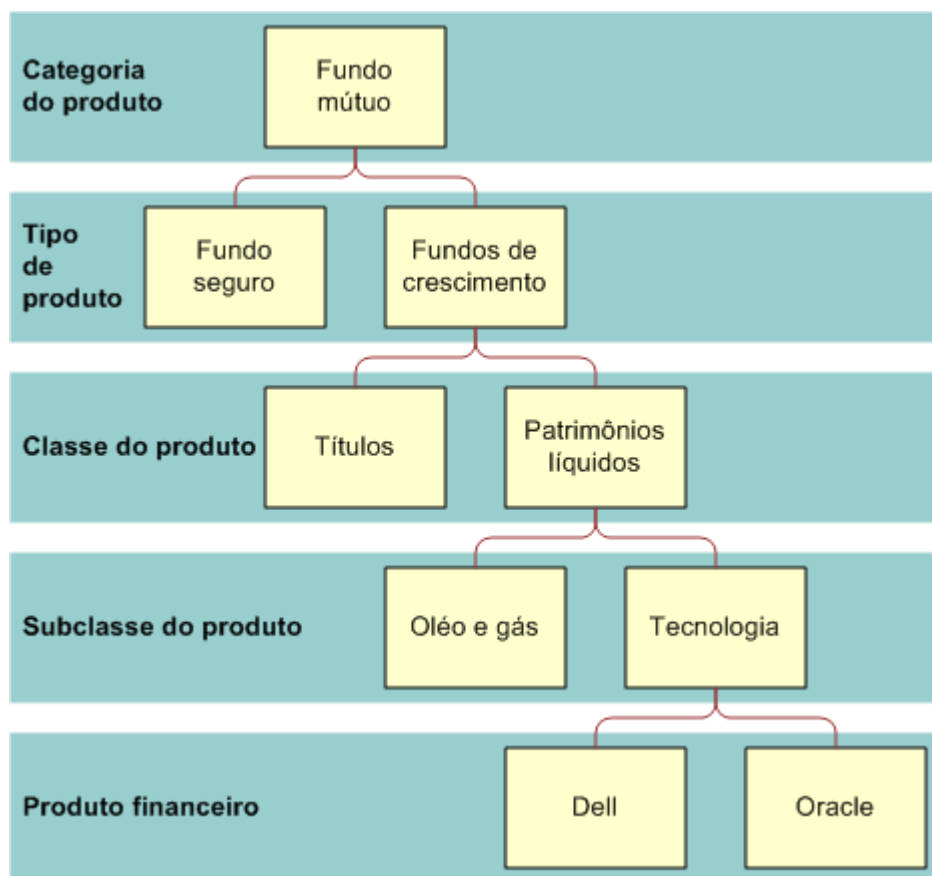 Categoria
do produto
Fundo
mútuo
Tipo
de
produto
Fundo
seguro
Fundos de
crescimento
Classe do produto
Títulos
Patrimônios
líquidos
Subclasse do produto
Oléo e gás
Tecnologia
Produto financeiro
Dell
Oracle